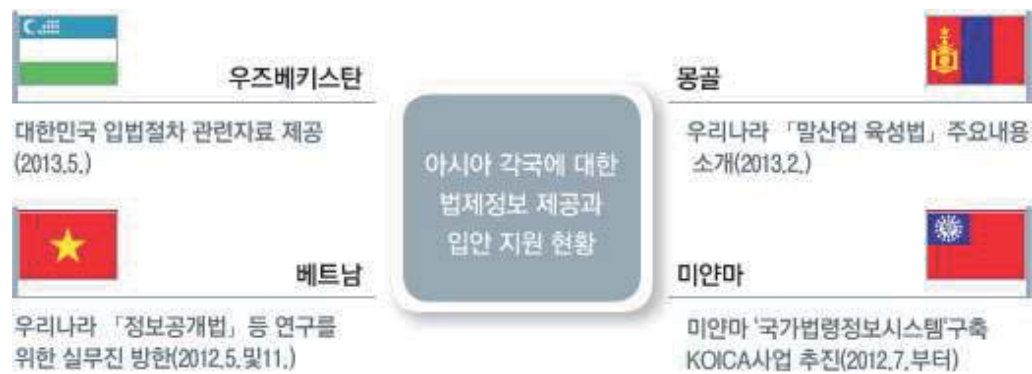 우즈베키스탄
대한민국 입법절차 관련자료 제공
(2013.5.)
몽골
우리나라 「말산업 육성법」 주요내용
소개(2013.2.)
아시아 각국에 대한
법제정보 제공과
입안 지원 현황
베트남
우리나라 「정보공개법」 등 연구를
위한 실무진 방한(2012.5.및11.)
미얀마
미얀마 '국가법령정보시스템'구축
KOICA사업 추진(2012.7.부터)